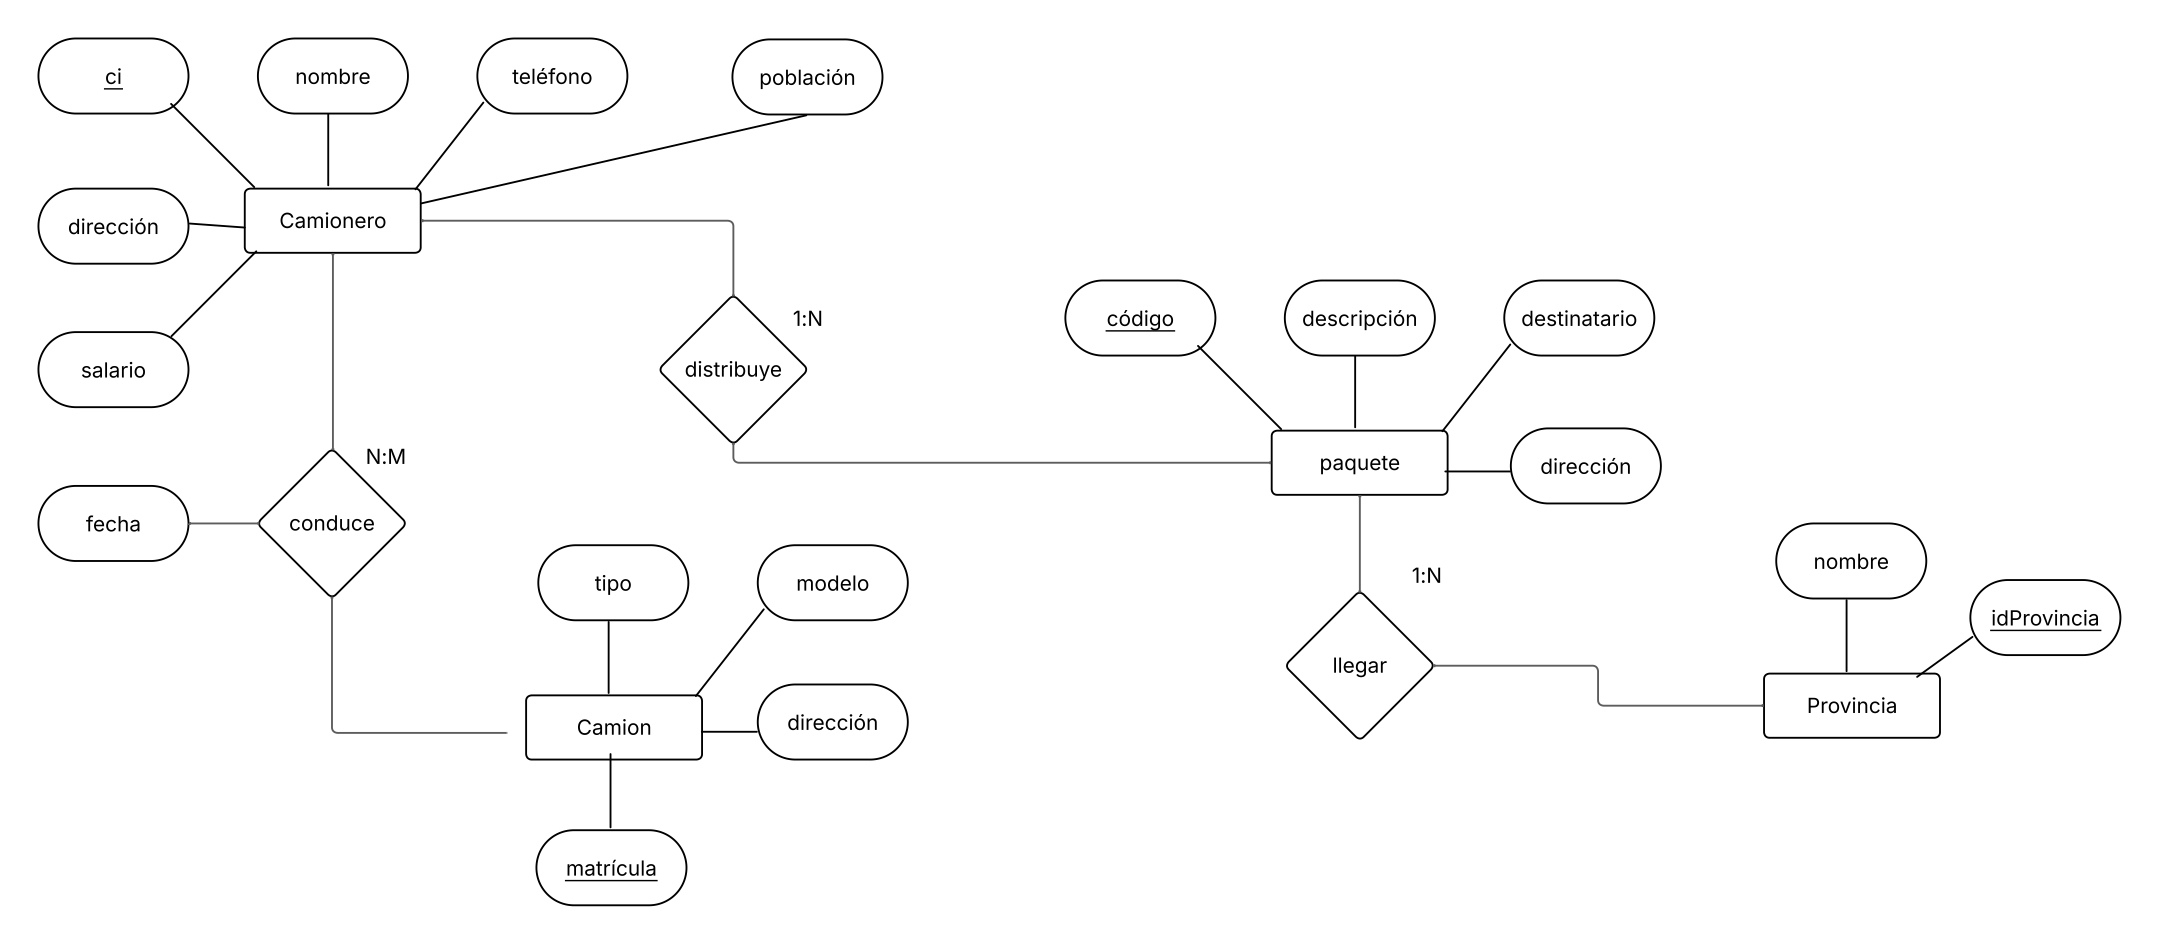 ci
nombre
teléfono
población
dirección
Camionero
salario
distribuye
1:N
código
descripción
destinatario
N:M
paquete
dirección
fecha
conduce
tipo
modelo
1:N
nombre
idProvincia
llegar
Camion
dirección
Provincia
matrícula